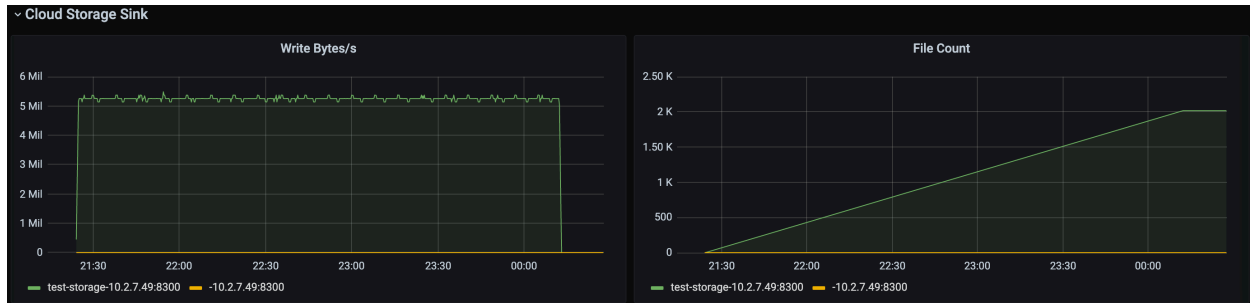 Cloud Storage Sink
Write Bytes/s
6 Mil
5 Mil
4 Mil
3 Mil
2 Mil
1 Mil
0
21:30 22:00 22:30 23:00 23:30 00:00
test-storage-10.2.7.49:8300 -10.2.7.49:8300
File Count
2.50 K
2 K
1.50 K
1 K
500
0
21:30 22:00 22:30 23:00 23:30 00:00
test-storage-10.2.7.49:8300 -10.2.7.49:8300